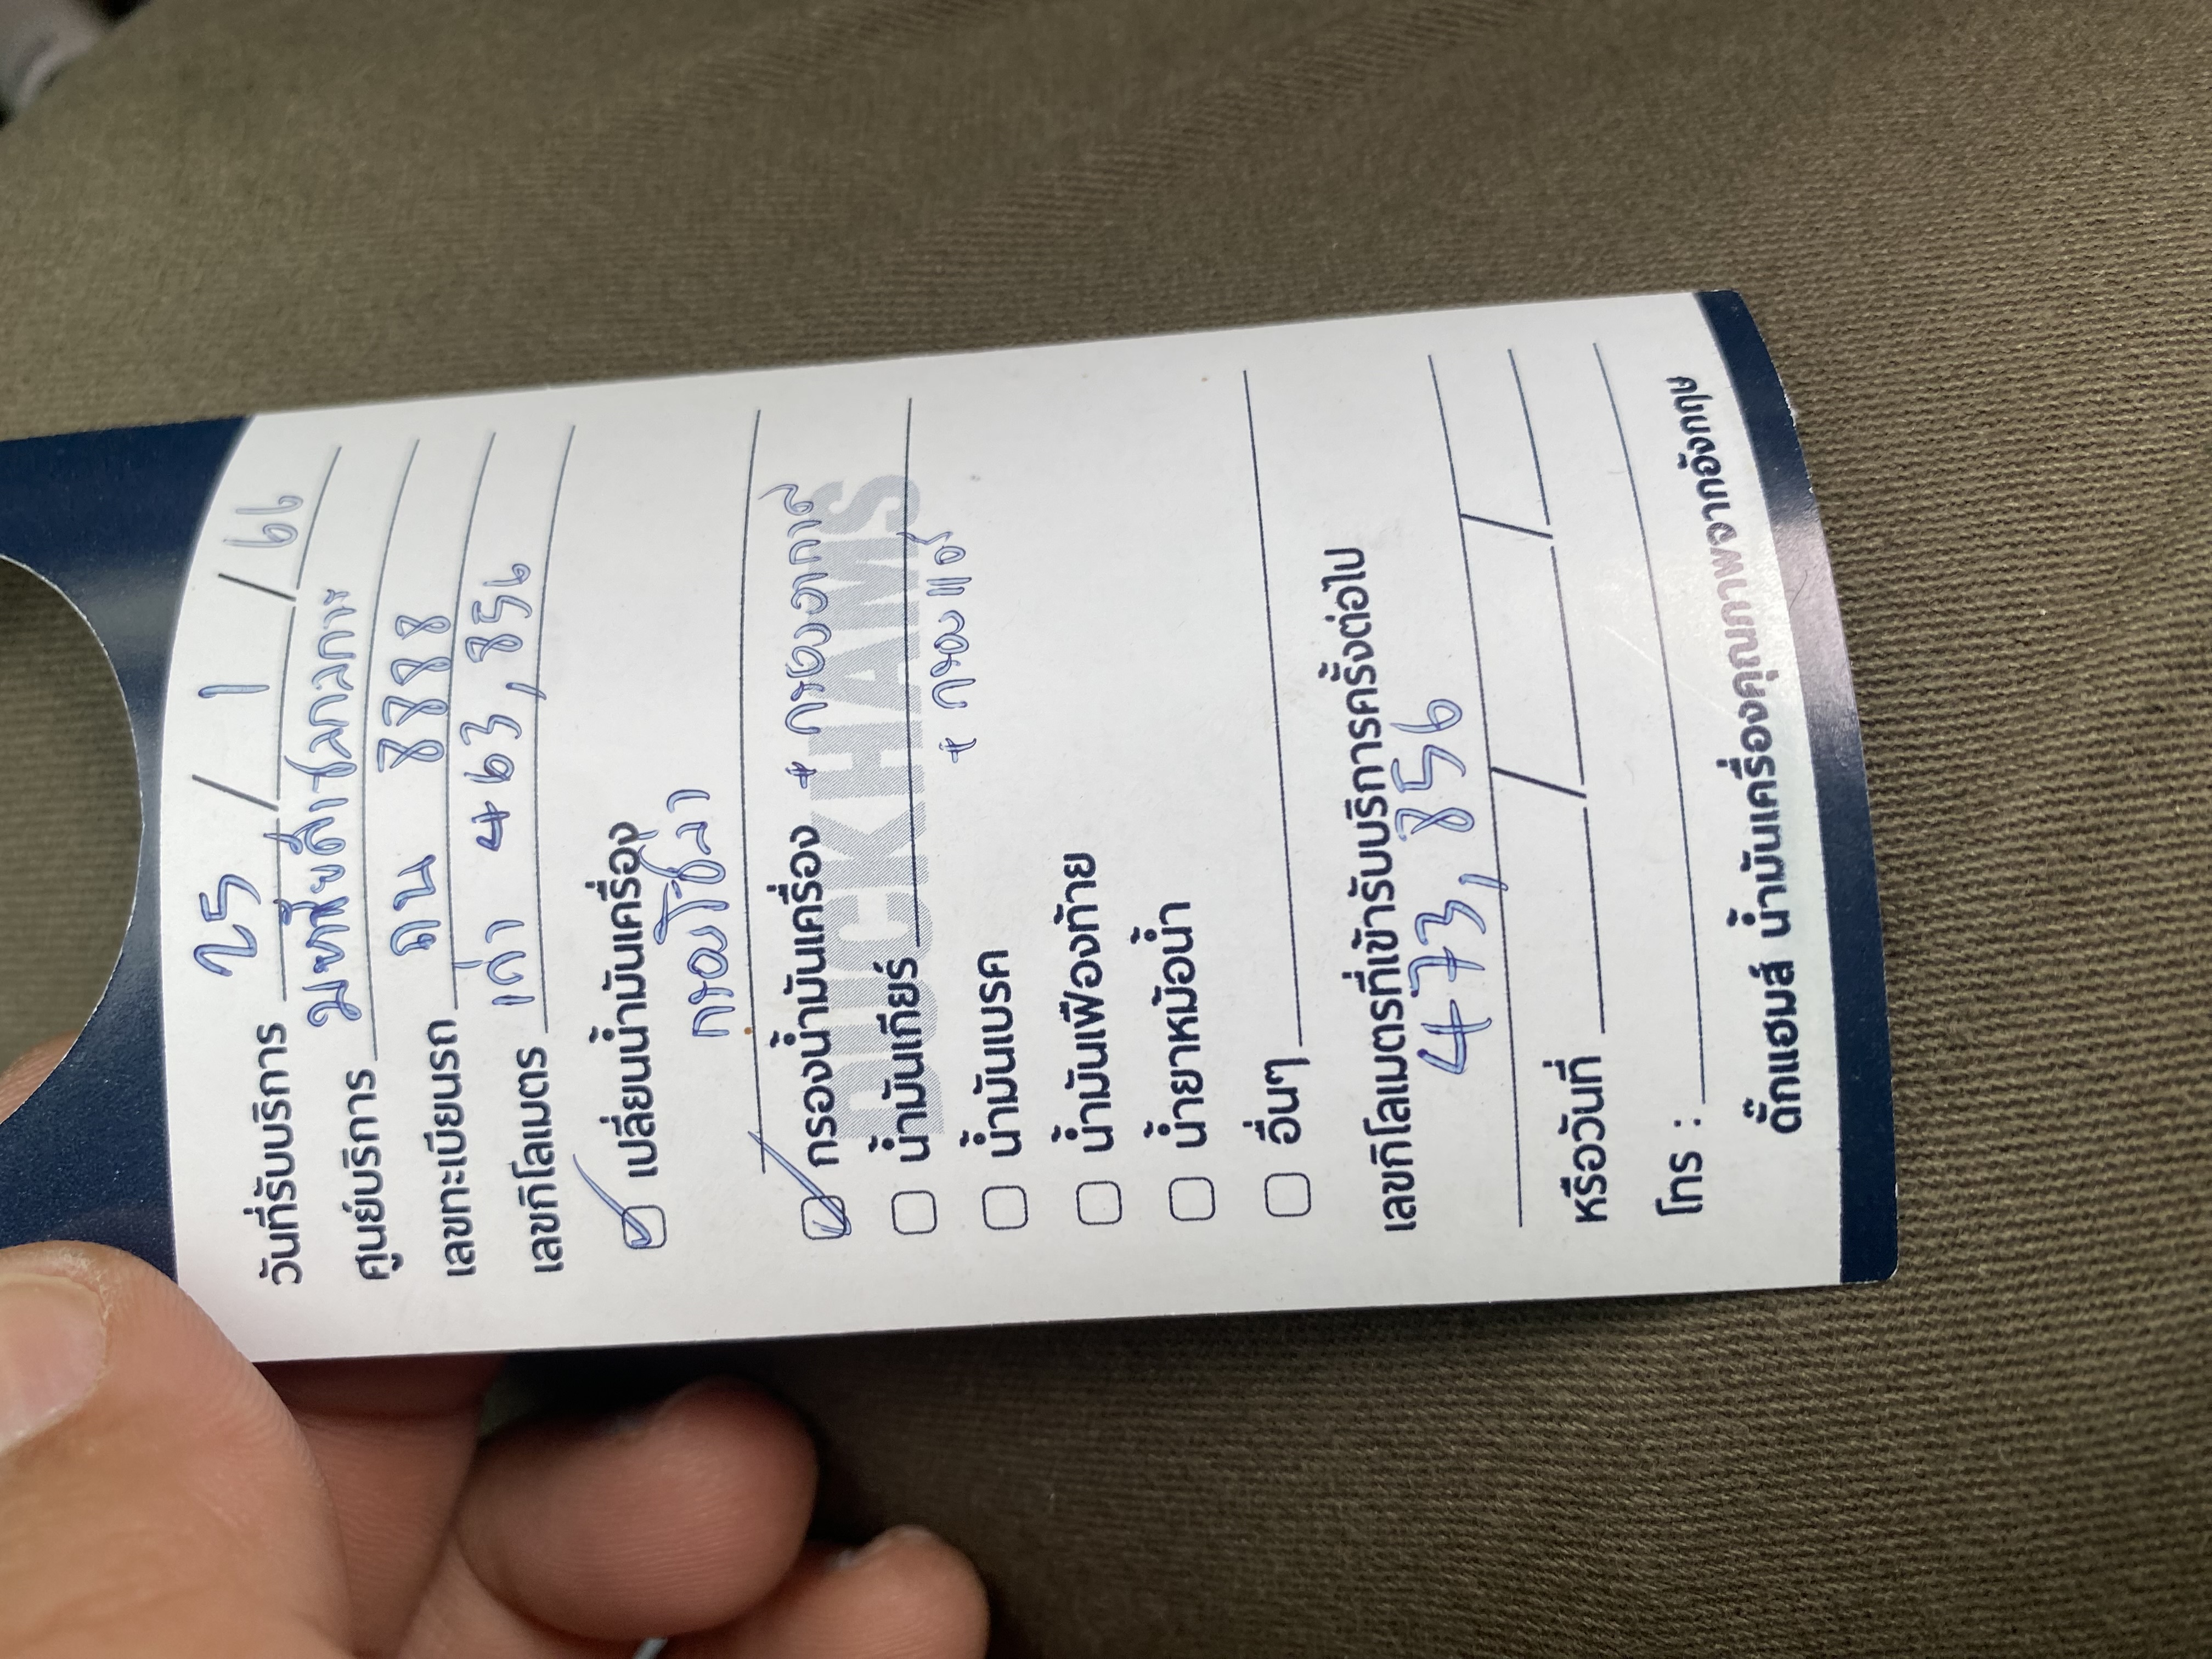 วันที่รับบริการ 25 / 1 / 66
ศูนย์บริการ มหาชัยดีเซลกลการ
เลขทะเบียนรถ ถน 8888
เลขกิโลเมตร เก่า 463,856
เปลี่ยนน้ำมันเครื่อง
กรองโซล่า
กรองน้ำมันเครื่อง + กรองอากาศ
DUCKHAMS
น้ำมันเกียร์
+ กรองแอร์
น้ำมันเบรค
น้ำมันเฟืองท้าย
น้ำยาหม้อน้ำ
อื่นๆ
เลขกิโลเมตรที่เข้ารับบริการครั้งต่อไป
473,856
หรือวันที่ / /
โทร :
ดั๊กแฮมส์ น้ำมันเครื่องคุณภาพจากอังกฤษ